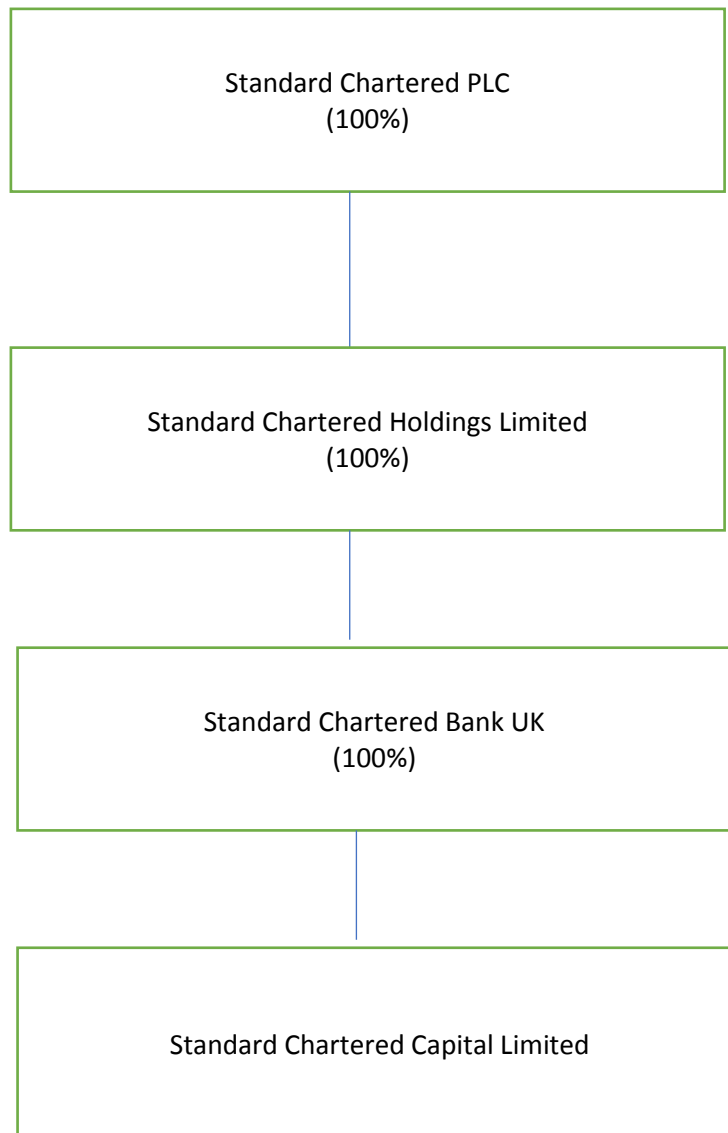 Standard Chartered PLC
(100%)
Standard Chartered Holdings Limited
(100%)
Standard Chartered Bank UK
(100%)
Standard Chartered Capital Limited